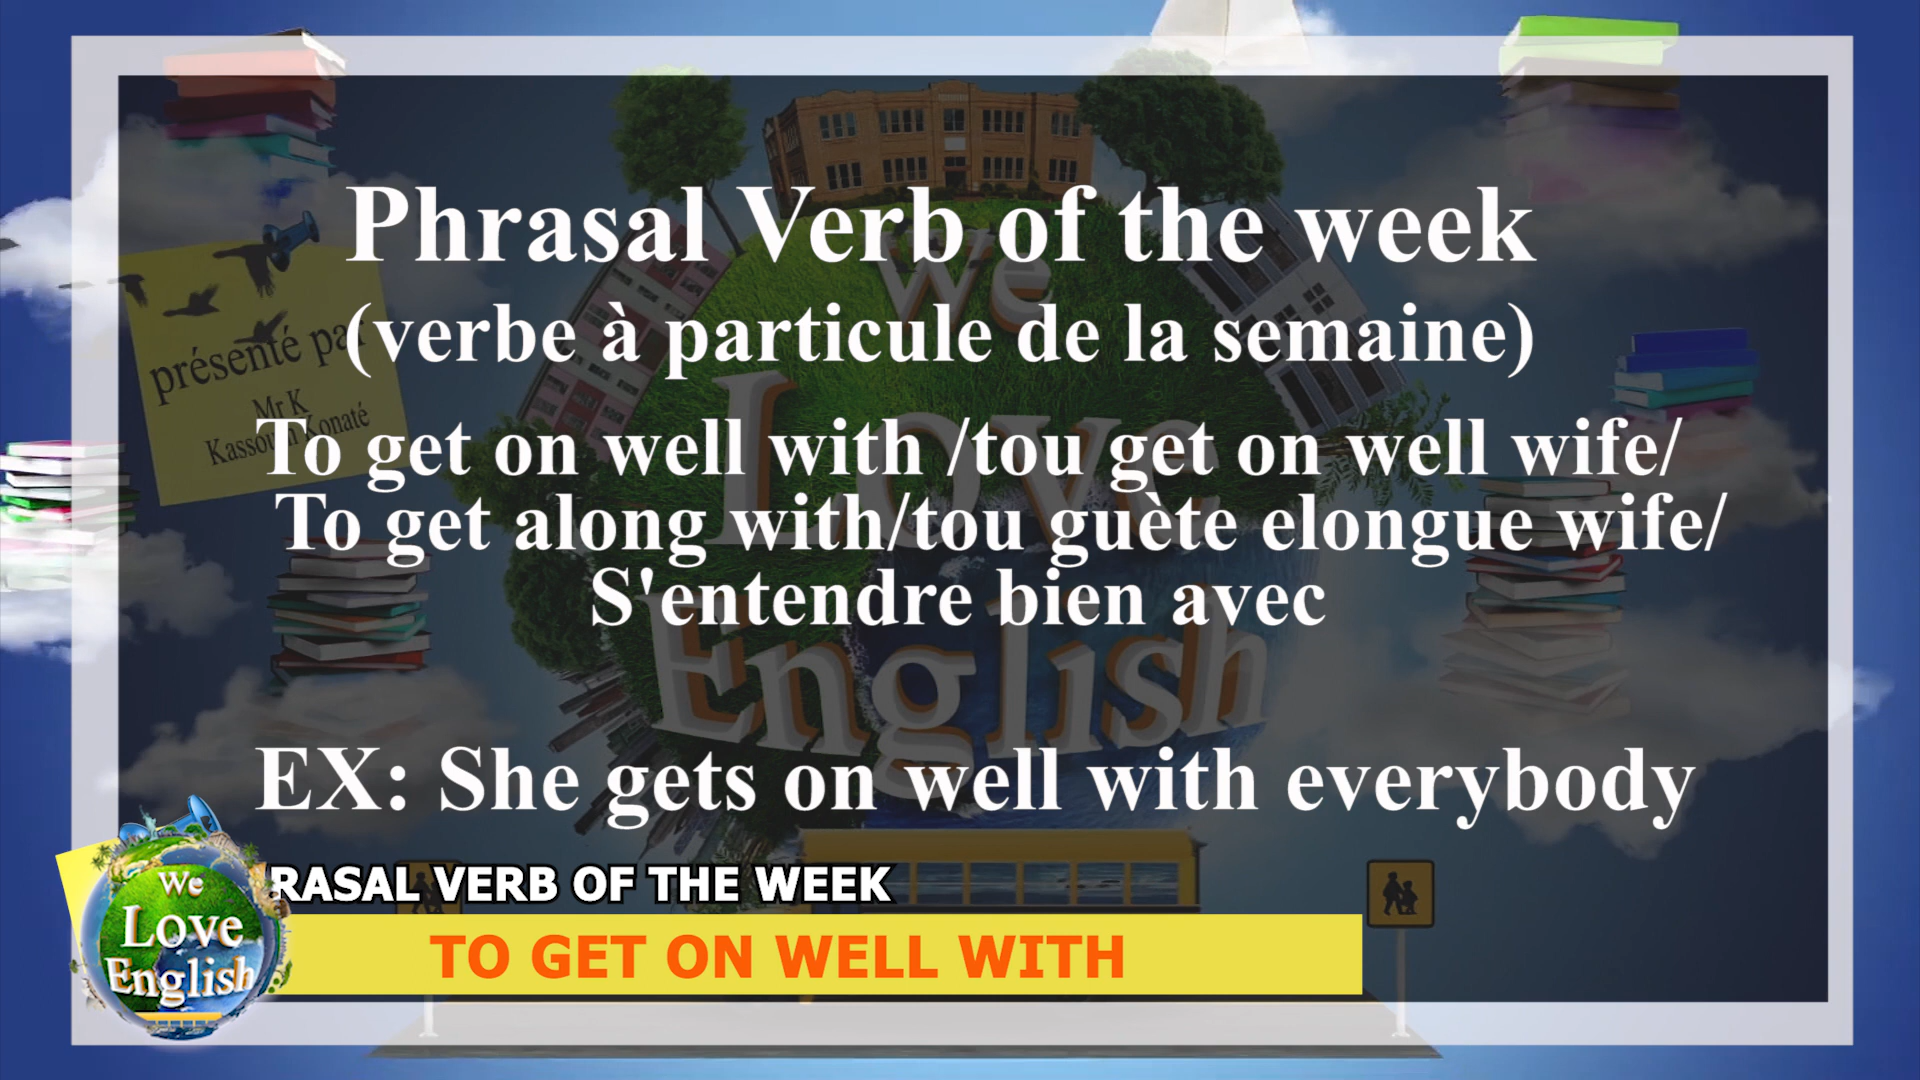 Phrasal Verb of the week
(verbe à particule de la semaine)
présenté par
Mr K
Kassoum Konaté
To get on well with /tou get on well wife/
To get along with/tou guète elongue wife/
S'entendre bien avec
We
Love
English
EX: She gets on well with everybody
RASAL VERB OF THE WEEK
TO GET ON WELL WITH
We
Love
English